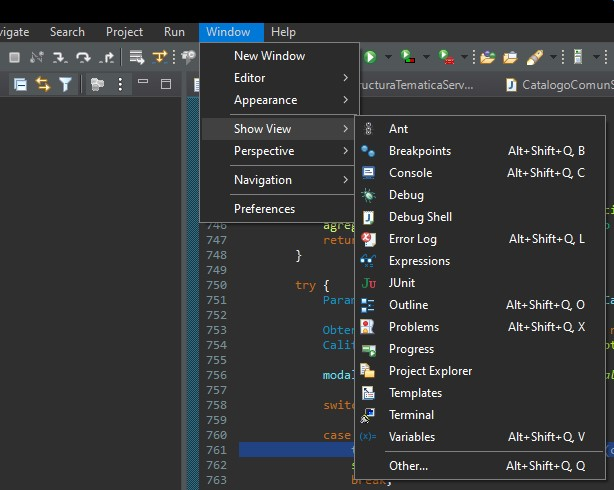 vigate Search Project Run Window Help
New Window
Editor
Appearance
Show View
Perspective
Navigation
Preferences
ructuraTematicaServ...
CatalogoComunS
Ant
Breakpoints Alt+Shift+Q, B
Console Alt+Shift+Q, C
Debug
Debug Shell
Error Log Alt+Shift+Q, L
Expressions
JUnit
Outline Alt+Shift+Q, O
Problems Alt+Shift+Q, X
Progress
Project Explorer
Templates
Terminal
Variables Alt+Shift+Q, V
Other... Alt+Shift+Q, Q
746 agreg
747 retu
748 }
749
750 try {
751 Param
752
753 Obter
754 Calif
755
756 modal
757
758 switc
759
760 case
761
762 s
763 break;